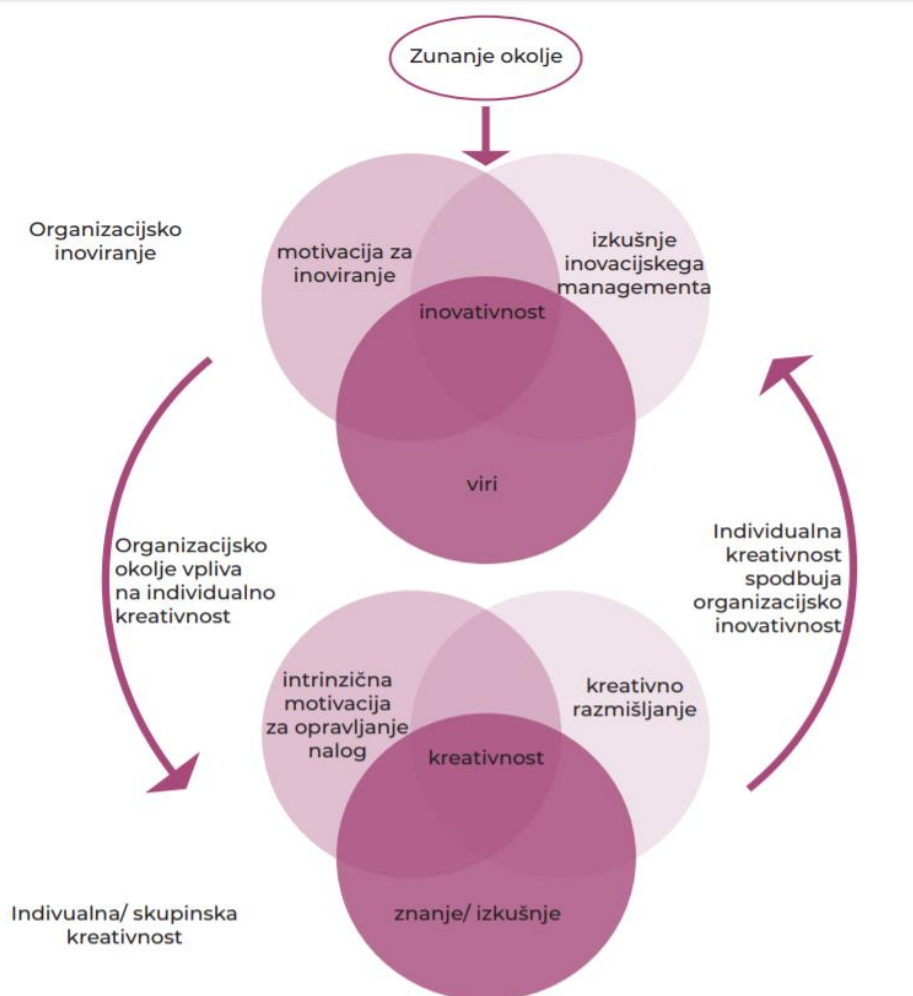 Zunanje okolje
Organizacijsko
inoviranje
motivacija za
inoviranje
izkušnje
inovacijskega
managementa
inovativnost
viri
Organizacijsko
okolje vpliva
na individualno
kreativnost
Individualna
kreativnost
spodbuja
organizacijsko
inovativnost
intrinzična
motivacija
za opravljanje
nalog
kreativno
razmišljanje
kreativnost
znanje/ izkušnje
Indivualna/ skupinska
kreativnost